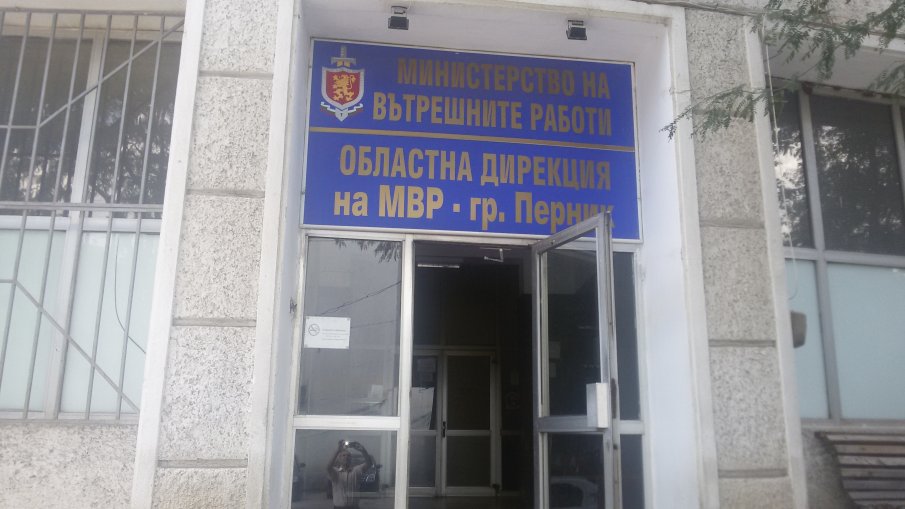 МИНИСТЕРСТВО НА
ВЪТРЕШНИТЕ РАБОТИ
ОБЛАСТНА ДИРЕКЦИЯ
на МВР - гр. Перник